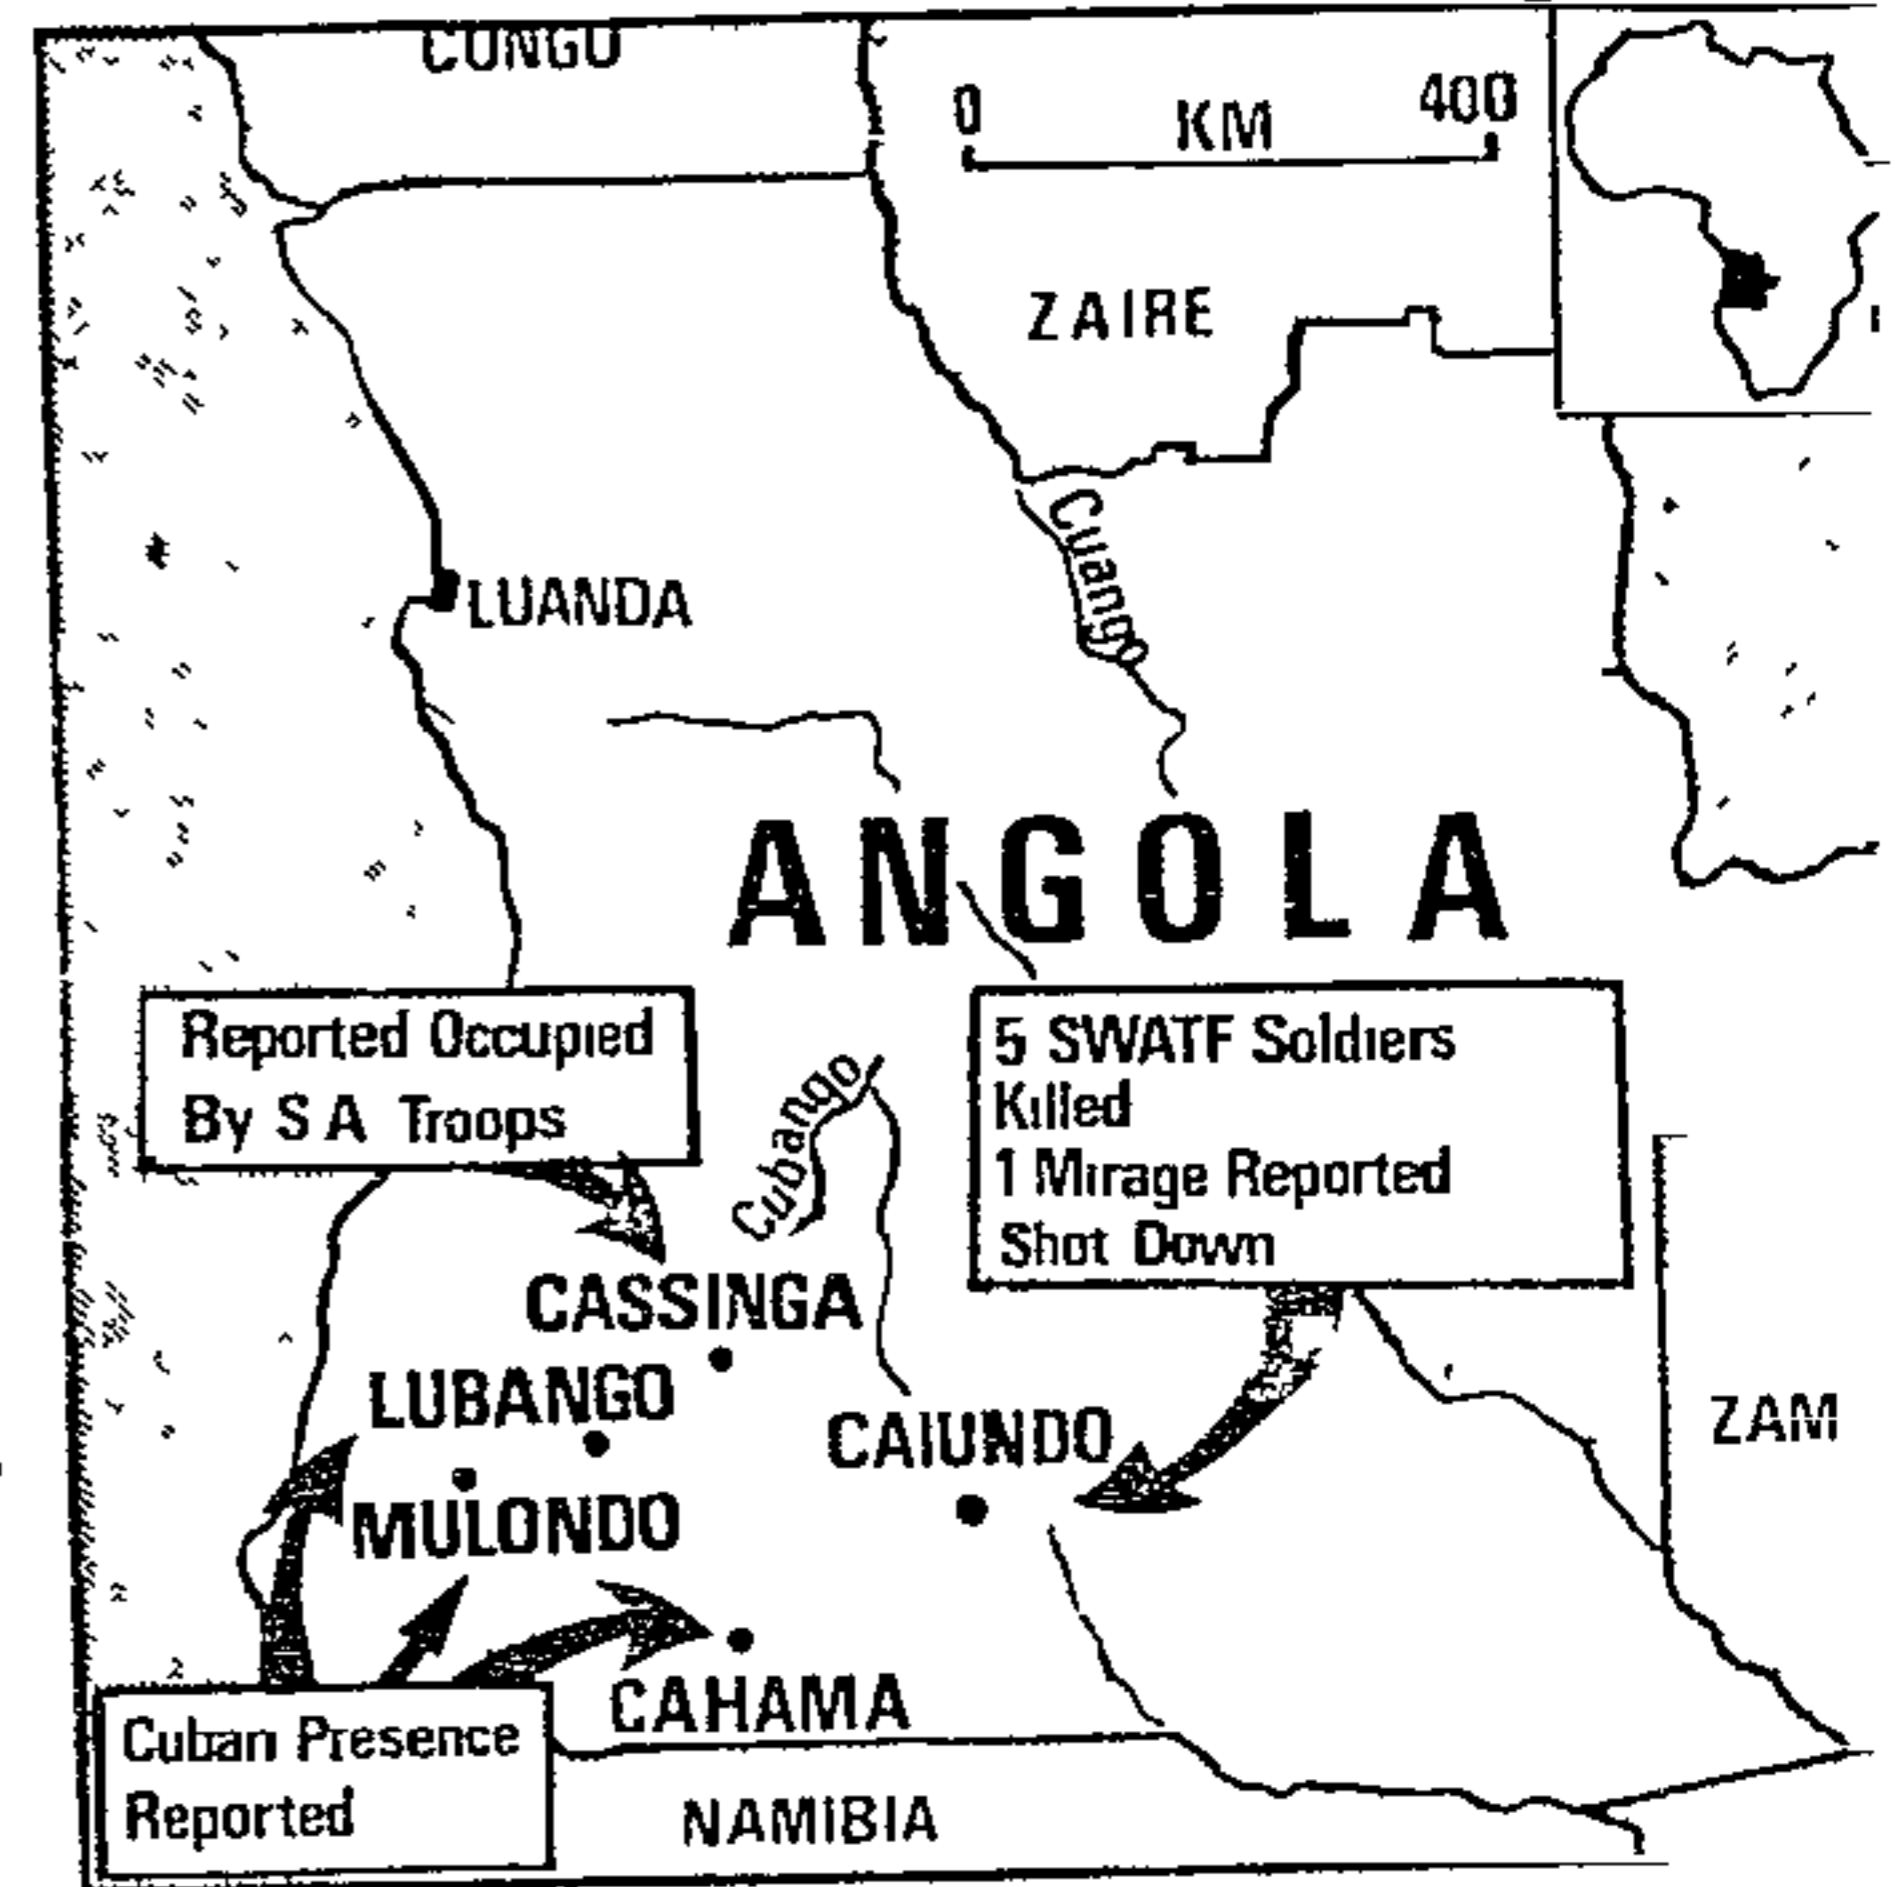 CONGO
0 KM 400
ZAIRE
Cuango
LUANDA
ANGOLA
Reported Occupied
By S A Troops
5 SWATF Soldiers
Killed
1 Mirage Reported
Shot Down
Cubango
CASSINGA
LUBANGO
CAIUNDO
ZAM
MULONDO
CAHAMA
Cuban Presence
Reported
NAMIBIA